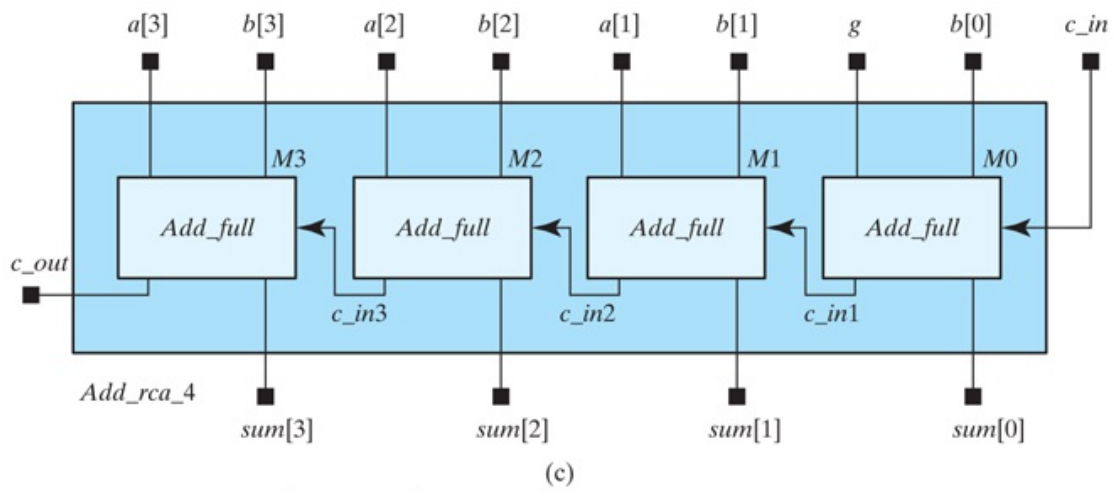 a[3] b[3] a[2] b[2] a[1] b[1] g b[0] c_in
M3 M2 M1 M0
Add_full Add_full Add_full Add_full
c_out
c_in3 c_in2 c_in1
Add_rca_4
sum[3] sum[2] sum[1] sum[0]
(c)